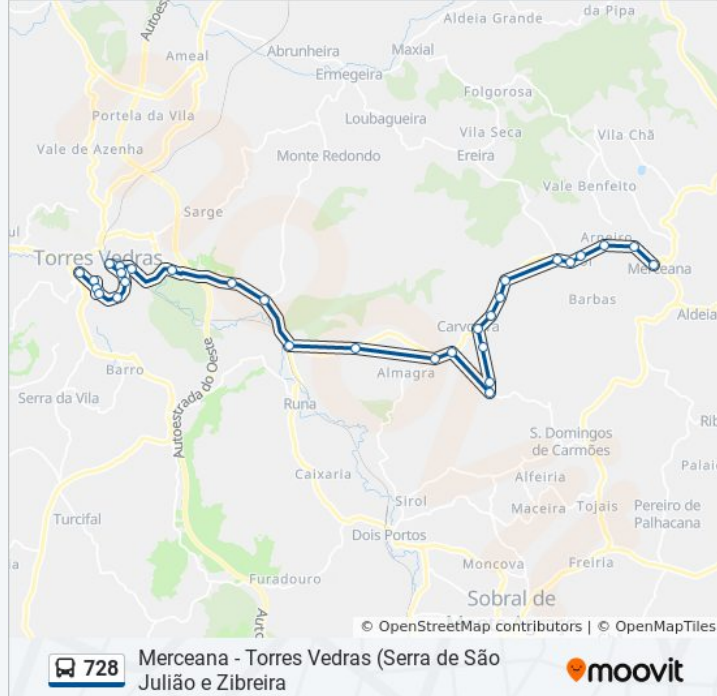 Aldeia Grande
da Pipa
Abrunheira
Maxial
Ameal
Ermegeira
Folgorosa
Portela da Vila
Loubagueira
Vila Seca
Vila Chã
Vale de Azenha
Monte Redondo
Ereira
Vale Benfeito
Sarge
Torres Vedras
Arneiro
Merceana
Barbas
Carvoeira
Aldeia
Barro
Almagra
Serra da Vila
Runa
Autoestrada do Oeste
S. Domingos
de Carmões
Caixaria
Alfeiria
Sirol
Maceira
Tojais
Pereiro de
Palhacana
Turcifal
Dois Portos
Moncova
Freiria
Furadouro
Sobral de
© OpenStreetMap contributors | © OpenMapTiles
728
Merceana - Torres Vedras (Serra de São
Julião e Zibreira
moovit